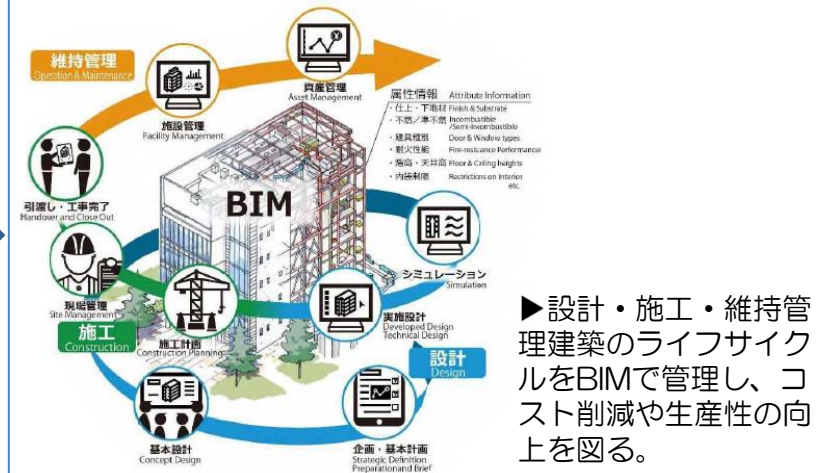 維持管理
Operation & Maintenance
資産管理
Asset Management
施設管理
Facility Management
属性情報 Attribute Information
・仕上・下地材 Finish & Substrate
・不燃／準不燃 Incombustible
/Semi-Incombustible
・建具種別 Door & Window types
・耐火性能 Fire-resistance Performance
・階高・天井高 Floor & Ceiling heights
・内装制限 Restrictions on Interior
etc.
BIM
引渡し・工事完了
Handover and Close Out
シミュレーション
Simulation
現場管理
Site Management
施工
Construction
施工計画
Construction Planning
実施設計
Developed Design
Technical Design
設計
Design
基本設計
Concept Design
企画・基本計画
Strategic Definition
Preparation and Brief
▶設計・施工・維持管
理建築のライフサイク
ルをBIMで管理し、コ
スト削減や生産性の向
上を図る。